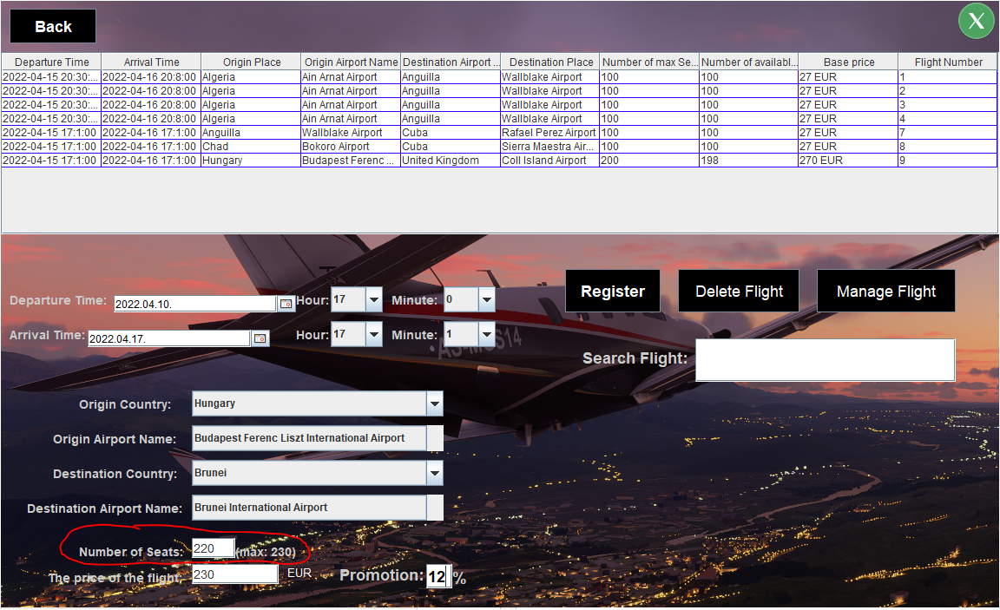 Back
X
Departure Time Arrival Time Origin Place Origin Airport Name Destination Airport ... Destination Place Number of max Se... Number of availabl... Base price Flight Number
2022-04-15 20:30:... 2022-04-16 20:8:00 Algeria Ain Arnat Airport Anguilla Wallblake Airport 100 100 27 EUR 1
2022-04-15 20:30:... 2022-04-16 20:8:00 Algeria Ain Arnat Airport Anguilla Wallblake Airport 100 100 27 EUR 2
2022-04-15 20:30:... 2022-04-16 20:8:00 Algeria Ain Arnat Airport Anguilla Wallblake Airport 100 100 27 EUR 3
2022-04-15 20:30:... 2022-04-16 20:8:00 Algeria Ain Arnat Airport Anguilla Wallblake Airport 100 100 27 EUR 4
2022-04-15 17:1:00 2022-04-16 17:1:00 Anguilla Wallblake Airport Cuba Rafael Perez Airport 100 100 27 EUR 7
2022-04-15 17:1:00 2022-04-16 17:1:00 Chad Bokoro Airport Cuba Sierra Maestra Air... 100 100 27 EUR 8
2022-04-15 17:1:00 2022-04-16 17:1:00 Hungary Budapest Ferenc ... United Kingdom Coll Island Airport 200 198 270 EUR 9
Register Delete Flight Manage Flight
Departure Time: 2022.04.10. Hour: 17 Minute: 0
Arrival Time: 2022.04.17. Hour: 17 Minute: 1
Search Flight:
Origin Country: Hungary
Origin Airport Name: Budapest Ferenc Liszt International Airport
Destination Country: Brunei
Destination Airport Name: Brunei International Airport
Number of Seats: 220 (max: 230)
The price of the flight: 230 EUR Promotion: 12 %